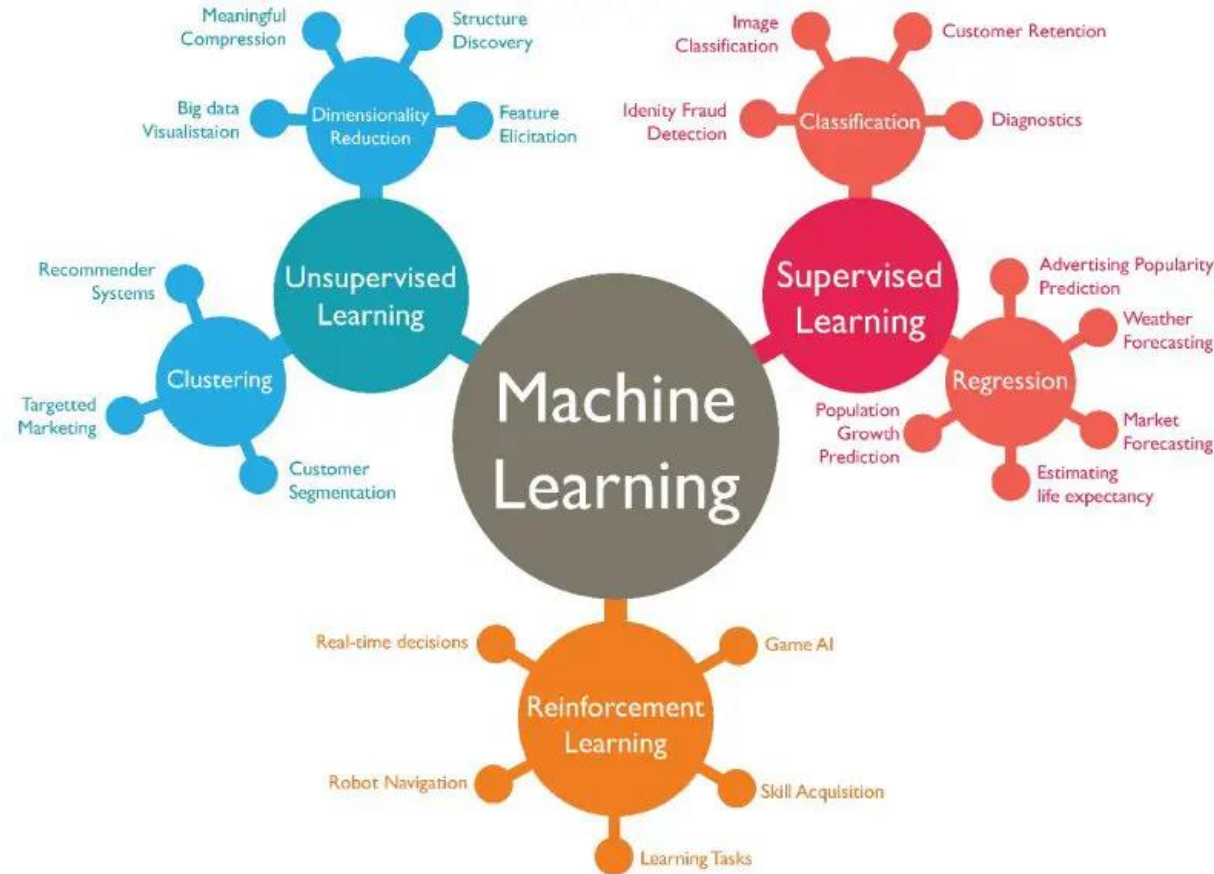 Meaningful
Compression
Structure
Discovery
Big data
Visualistaion
Dimensionality
Reduction
Feature
Elicitation
Image
Classification
Customer Retention
Idenity Fraud
Detection
Classification
Diagnostics
Unsupervised
Learning
Supervised
Learning
Recommender
Systems
Clustering
Targetted
Marketing
Customer
Segmentation
Advertising Popularity
Prediction
Weather
Forecasting
Regression
Population
Growth
Prediction
Market
Forecasting
Estimating
life expectancy
Machine
Learning
Real-time decisions
Game AI
Reinforcement
Learning
Robot Navigation
Skill Acquisition
Learning Tasks